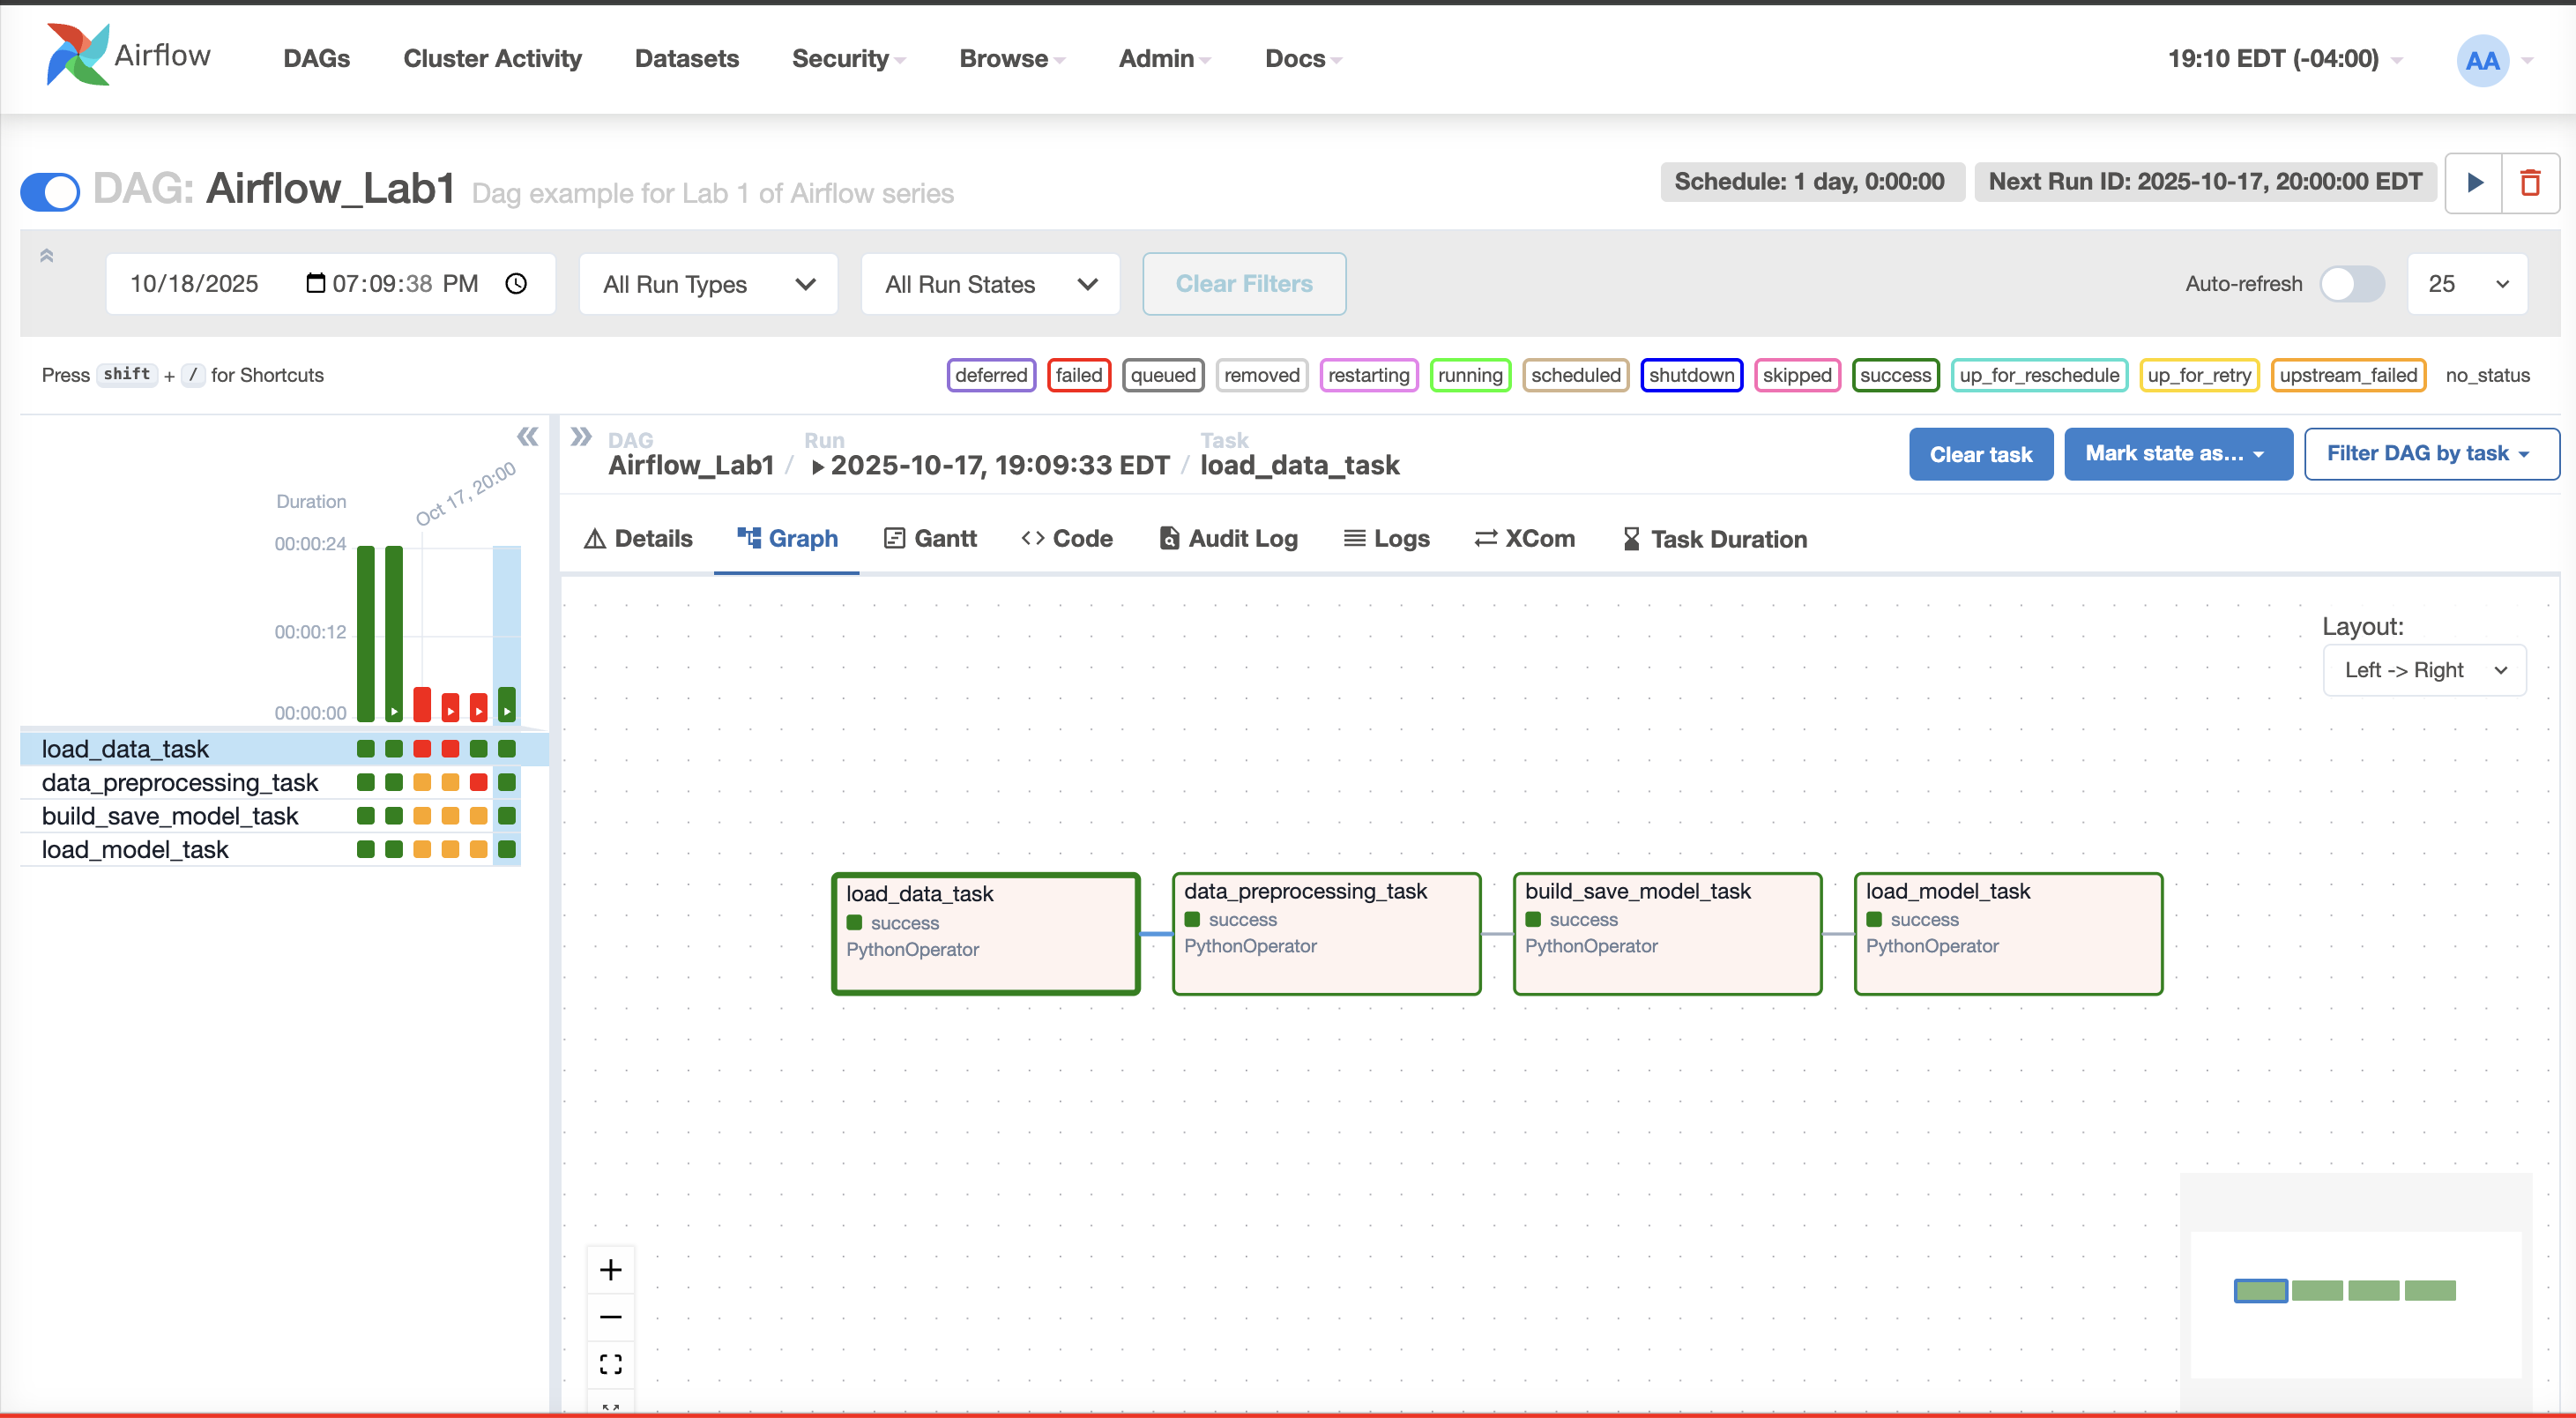 Airflow DAGs Cluster Activity Datasets Security Browse Admin Docs 19:10 EDT (-04:00) AA
DAG: Airflow_Lab1 Dag example for Lab 1 of Airflow series Schedule: 1 day, 0:00:00 Next Run ID: 2025-10-17, 20:00:00 EDT
10/18/2025 07:09:38 PM All Run Types All Run States Clear Filters Auto-refresh 25
Press shift + / for Shortcuts deferred failed queued removed restarting running scheduled shutdown skipped success up_for_reschedule up_for_retry upstream_failed no_status
Duration
Oct 17, 20:00
00:00:24
00:00:12
00:00:00
load_data_task
data_preprocessing_task
build_save_model_task
load_model_task
DAG Run Task
Airflow_Lab1 / 2025-10-17, 19:09:33 EDT / load_data_task
Clear task Mark state as... Filter DAG by task
Details Graph Gantt Code Audit Log Logs XCom Task Duration
Layout:
Left -> Right
load_data_task
success
PythonOperator
data_preprocessing_task
success
PythonOperator
build_save_model_task
success
PythonOperator
load_model_task
success
PythonOperator